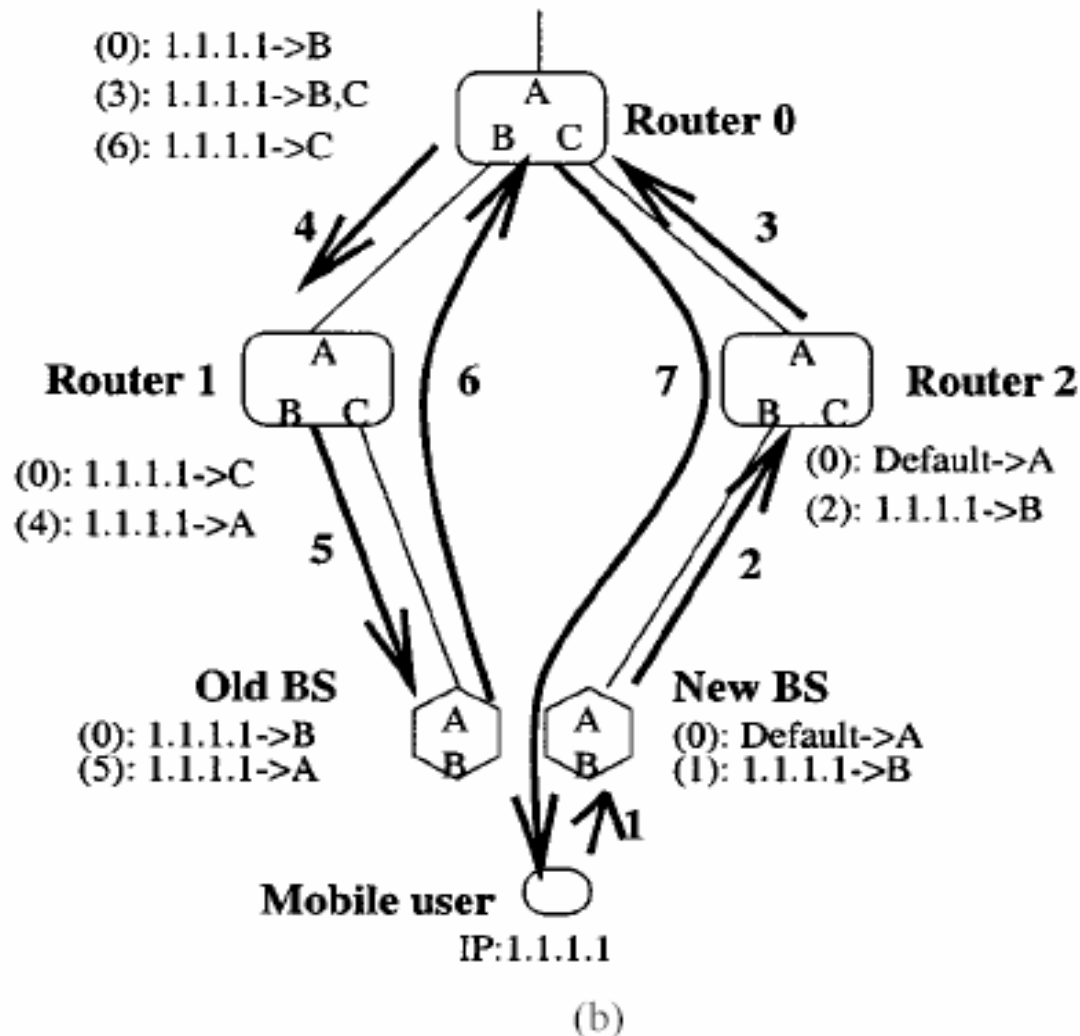 (0): 1.1.1.1->B
(3): 1.1.1.1->B,C
(6): 1.1.1.1->C
A
B C
Router 0
4
3
Router 1
A
B C
6
7
A
B C
Router 2
(0): 1.1.1.1->C
(4): 1.1.1.1->A
(0): Default->A
(2): 1.1.1.1->B
5
2
Old BS
(0): 1.1.1.1->B
(5): 1.1.1.1->A
A
B
A
B
New BS
(0): Default->A
(1): 1.1.1.1->B
1
Mobile user
IP:1.1.1.1
(b)